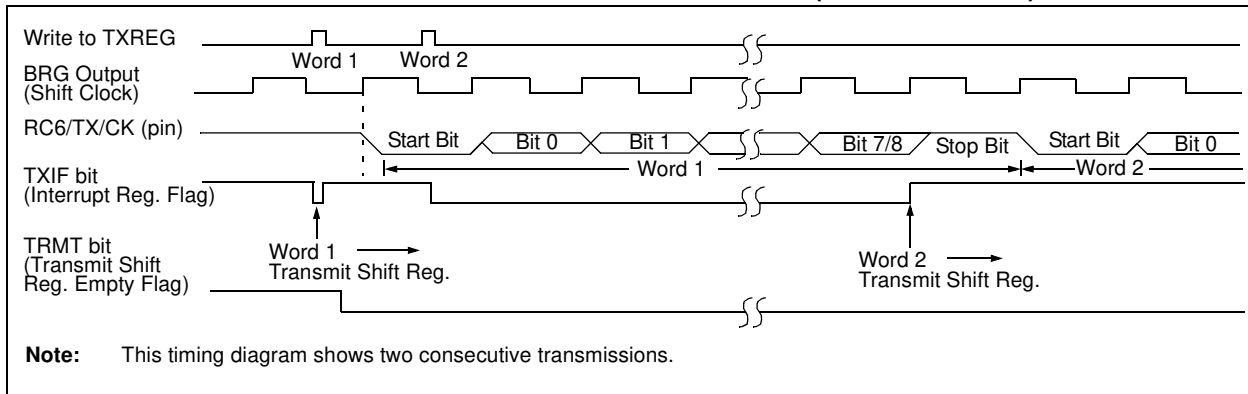 Write to TXREG
Word 1 Word 2
BRG Output
(Shift Clock)
RC6/TX/CK (pin)
Start Bit Bit 0 Bit 1 Bit 7/8 Stop Bit Start Bit Bit 0
Word 1 Word 2
TXIF bit
(Interrupt Reg. Flag)
Word 1
Transmit Shift Reg.
Word 2
Transmit Shift Reg.
TRMT bit
(Transmit Shift
Reg. Empty Flag)
Note: This timing diagram shows two consecutive transmissions.